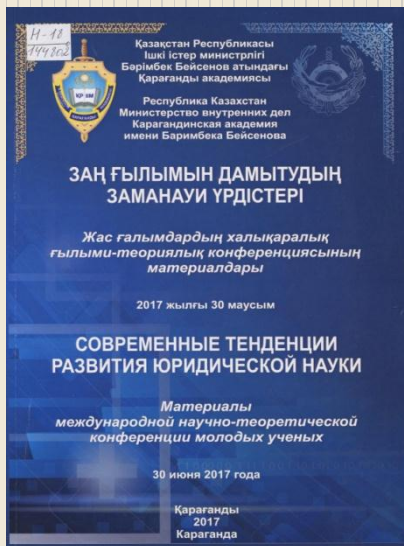 Н-18
144802
Қазақстан Республикасы
Ішкі істер министрлігі
Бәрімбек Бейсенов атындағы
Қарағанды академиясы
Республика Казахстан
Министерство внутренних дел
Карагандинская академия
имени Баримбека Бейсенова
ЗАҢ ҒЫЛЫМЫН ДАМЫТУДЫҢ
ЗАМАНАУИ ҮРДІСТЕРІ
Жас ғалымдардың халықаралық
ғылыми-теориялық конференциясының
материалдары
2017 жылғы 30 маусым
СОВРЕМЕННЫЕ ТЕНДЕНЦИИ
РАЗВИТИЯ ЮРИДИЧЕСКОЙ НАУКИ
Материалы
международной научно-теоретической
конференции молодых ученых
30 июня 2017 года
Қарағанды
2017
Караганда